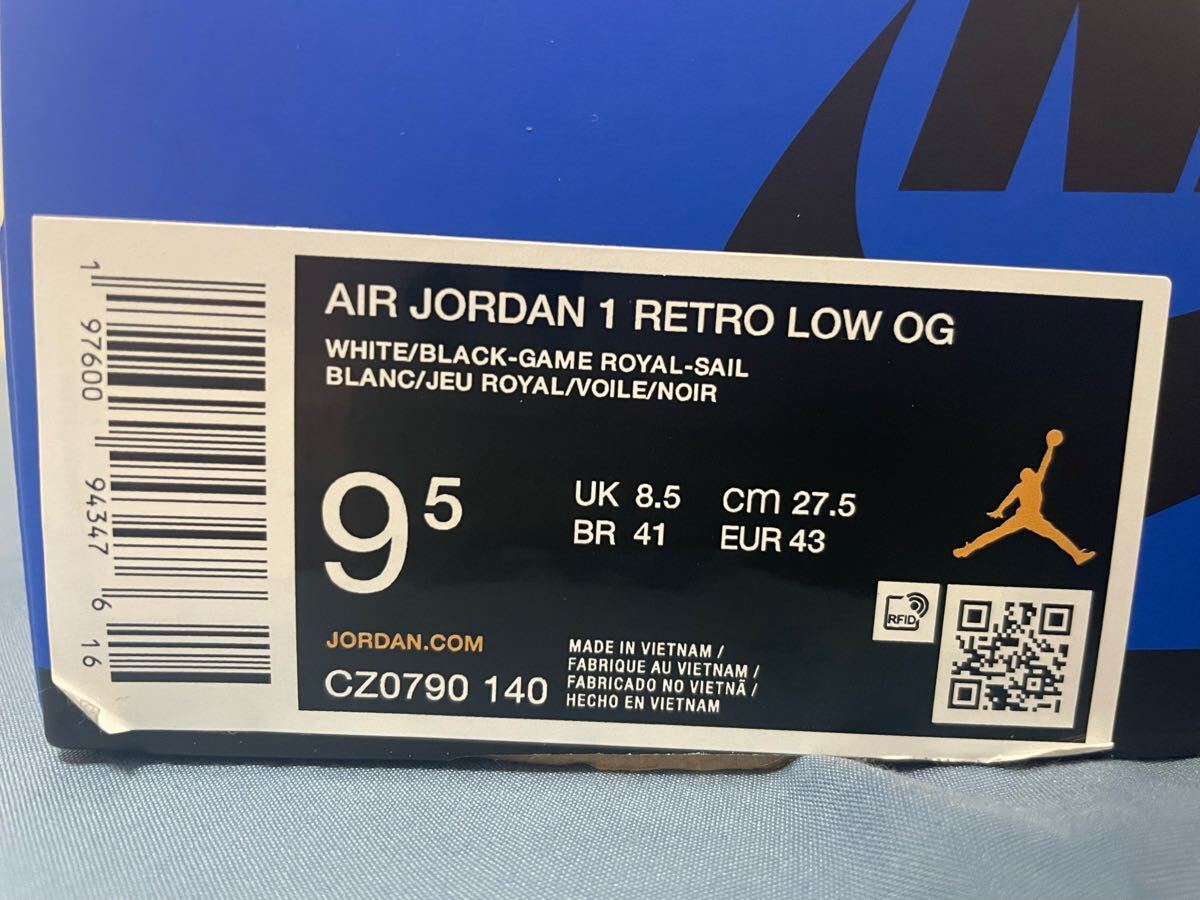 AIR JORDAN 1 RETRO LOW OG
WHITE/BLACK-GAME ROYAL-SAIL
BLANC/JEU ROYAL/VOILE/NOIR
9 5
UK 8.5 cm 27.5
BR 41 EUR 43
JORDAN.COM
CZ0790 140
MADE IN VIETNAM /
FABRIQUE AU VIETNAM /
FABRICADO NO VIETNÃ /
HECHO EN VIETNAM
RFID
1 97600 94347 6 16